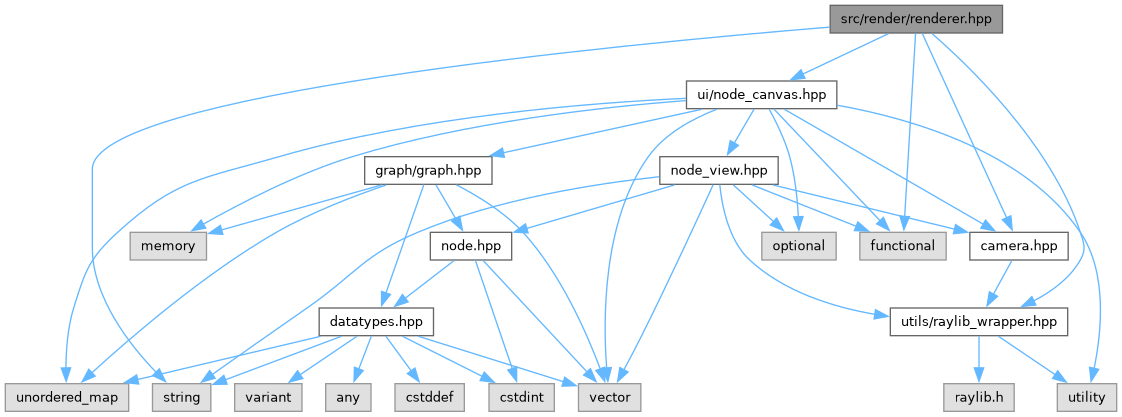 src/render/renderer.hpp
ui/node_canvas.hpp
graph/graph.hpp
node_view.hpp
memory
node.hpp
optional
functional
camera.hpp
datatypes.hpp
utils/raylib_wrapper.hpp
unordered_map
string
variant
any
cstddef
cstdint
vector
raylib.h
utility